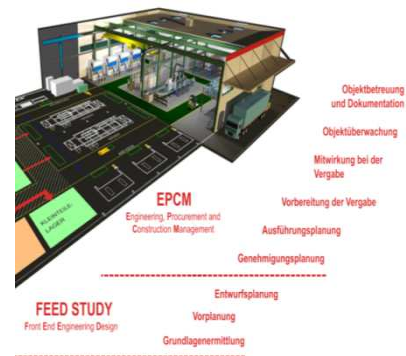 Objektbetreuung
und Dokumentation
Objektüberwachung
Mitwirkung bei der
Vergabe
Vorbereitung der Vergabe
Ausführungsplanung
Genehmigungsplanung
EPCM
Engineering, Procurement and
Construction Management
KLEINTEILE-
LAGER
Entwurfsplanung
Vorplanung
Grundlagenermittlung
FEED STUDY
Front End Engineering Design